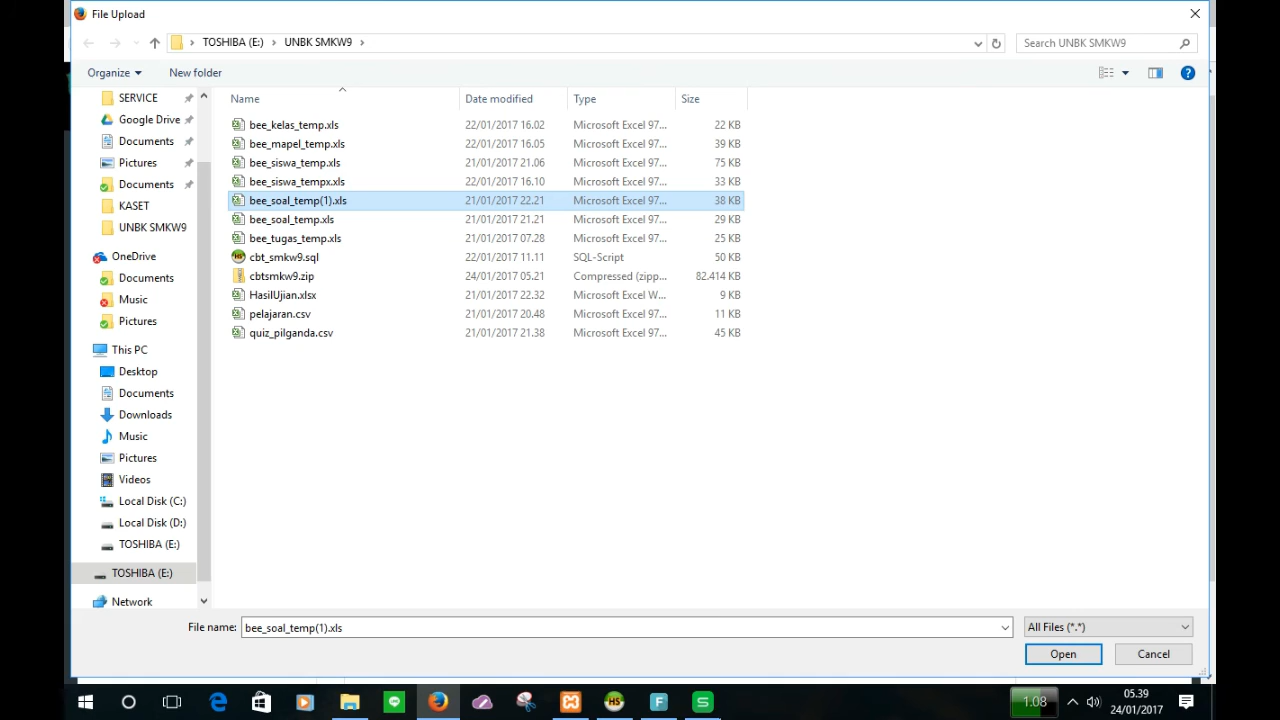 File Upload
TOSHIBA (E:) UNBK SMKW9
Search UNBK SMKW9
Organize
New folder
SERVICE
Google Drive
Documents
Pictures
Documents
KASET
UNBK SMKW9
OneDrive
Documents
Music
Pictures
This PC
Desktop
Documents
Downloads
Music
Pictures
Videos
Local Disk (C:)
Local Disk (D:)
TOSHIBA (E:)
TOSHIBA (E:)
Network
Name Date modified Type Size
bee_kelas_temp.xls 22/01/2017 16.02 Microsoft Excel 97... 22 KB
bee_mapel_temp.xls 22/01/2017 16.05 Microsoft Excel 97... 39 KB
bee_siswa_temp.xls 21/01/2017 21.06 Microsoft Excel 97... 75 KB
bee_siswa_tempx.xls 22/01/2017 16.10 Microsoft Excel 97... 33 KB
bee_soal_temp(1).xls 21/01/2017 22.21 Microsoft Excel 97... 38 KB
bee_soal_temp.xls 21/01/2017 21.21 Microsoft Excel 97... 29 KB
bee_tugas_temp.xls 21/01/2017 07.28 Microsoft Excel 97... 25 KB
cbt_smkw9.sql 22/01/2017 11.11 SQL-Script 50 KB
cbtsmkw9.zip 24/01/2017 05.21 Compressed (zipp... 82.414 KB
HasilUjian.xlsx 21/01/2017 22.32 Microsoft Excel W... 9 KB
pelajaran.csv 21/01/2017 20.48 Microsoft Excel 97... 11 KB
quiz_pilganda.csv 21/01/2017 21.38 Microsoft Excel 97... 45 KB
File name: bee_soal_temp(1).xls
All Files (*.*)
Open
Cancel
1.08
05.39
24/01/2017